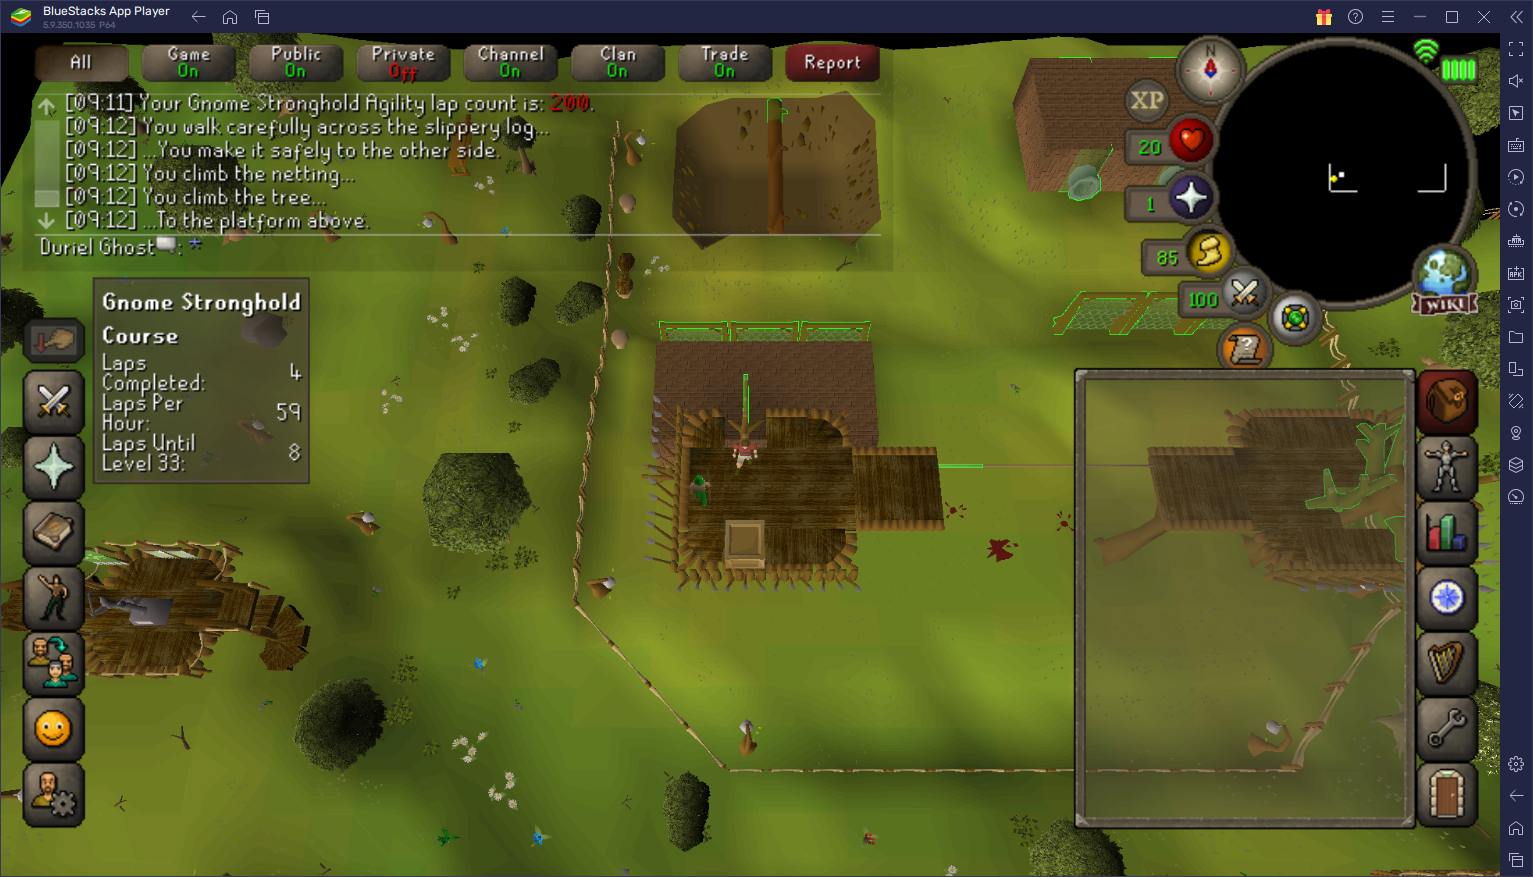 BlueStacks App Player
5.9.350.1035 P64
All
Game
On
Public
On
Private
Off
Channel
On
Clan
On
Trade
On
Report
[09:11] Your Gnome Stronghold Agility lap count is: 200.
[09:12] You walk carefully across the slippery log...
[09:12] ...You make it safely to the other side.
[09:12] You climb the netting...
[09:12] You climb the tree...
[09:12] ...To the platform above.
Duriel Ghost: *
Gnome Stronghold
Course
Laps
Completed: 4
Laps Per
Hour: 59
Laps Until
Level 33: 8
N
XP
20
1
85
100
WIKI